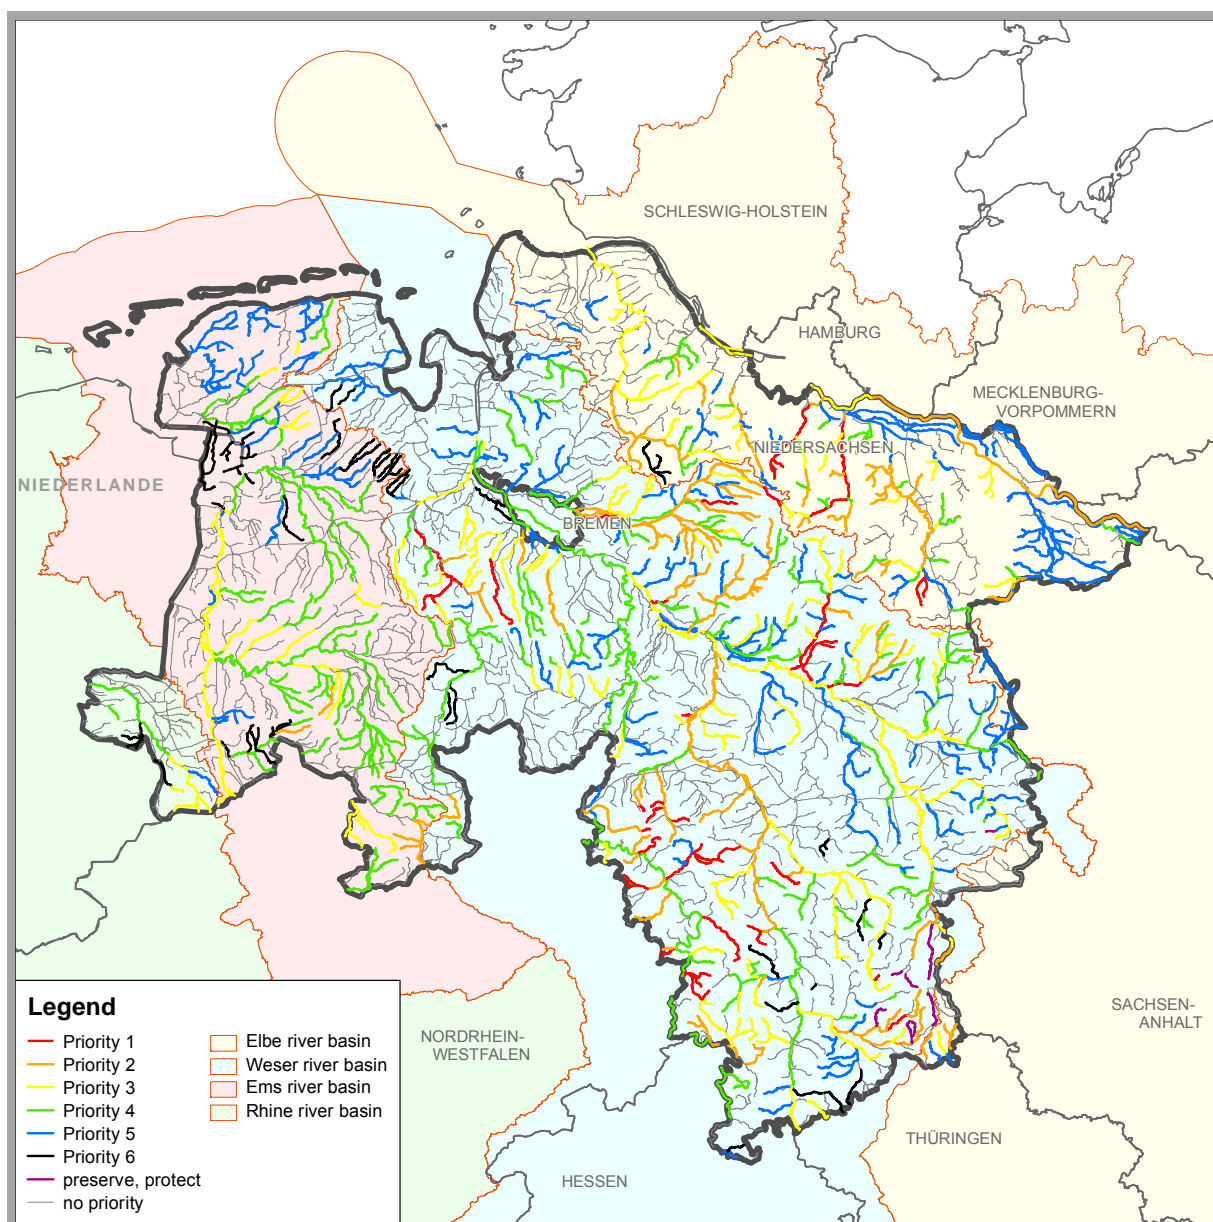 SCHLESWIG-HOLSTEIN
HAMBURG
MECKLENBURG-
VORPOMMERN
NIEDERSACHSEN
NIEDERLANDE
BREMEN
SACHSEN-
ANHALT
NORDRHEIN-
WESTFALEN
THÜRINGEN
HESSEN
Legend
Priority 1
Priority 2
Priority 3
Priority 4
Priority 5
Priority 6
preserve, protect
no priority
Elbe river basin
Weser river basin
Ems river basin
Rhine river basin